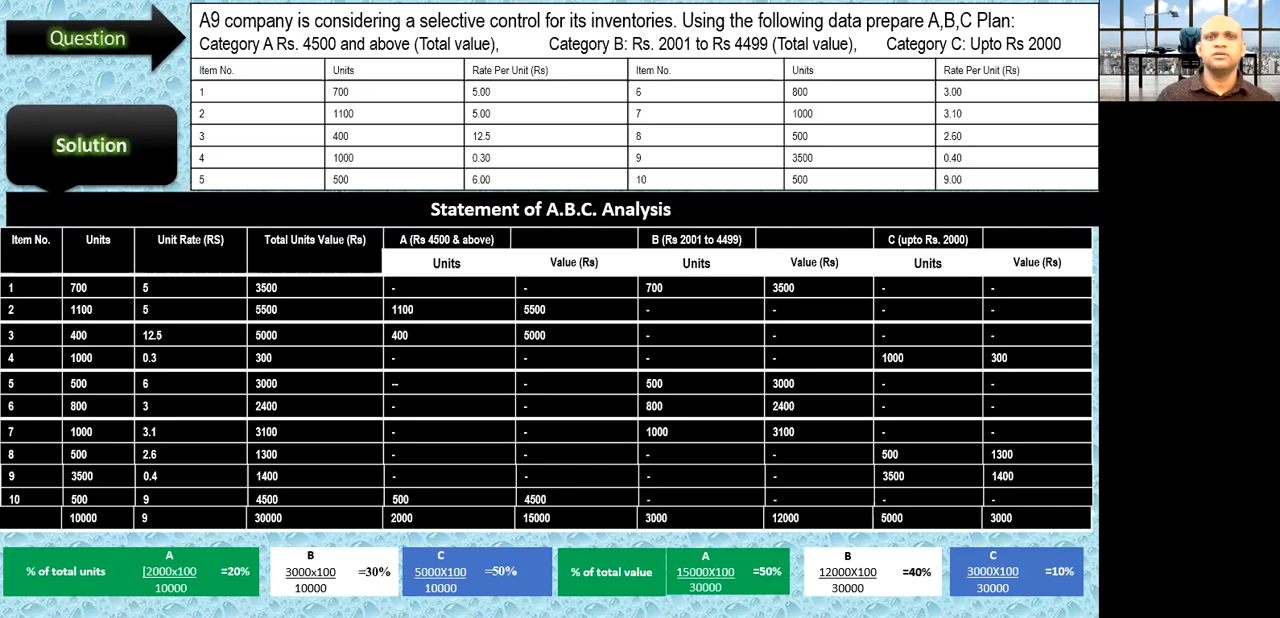 Question
A9 company is considering a selective control for its inventories. Using the following data prepare A,B,C Plan:
Category A Rs. 4500 and above (Total value), Category B: Rs. 2001 to Rs 4499 (Total value), Category C: Upto Rs 2000
Item No. Units Rate Per Unit (Rs) Item No. Units Rate Per Unit (Rs)
1 700 5.00 6 800 3.00
2 1100 5.00 7 1000 3.10
3 400 12.5 8 500 2.60
4 1000 0.30 9 3500 0.40
5 500 6.00 10 500 9.00
Solution
Statement of A.B.C. Analysis
Item No. Units Unit Rate (RS) Total Units Value (Rs) A (Rs 4500 & above) B (Rs 2001 to 4499) C (upto Rs. 2000)
Units Value (Rs) Units Value (Rs) Units Value (Rs)
1 700 5 3500 - - 700 3500 - -
2 1100 5 5500 1100 5500 - - - -
3 400 12.5 5000 400 5000 - - - -
4 1000 0.3 300 - - - - 1000 300
5 500 6 3000 -- - 500 3000 - -
6 800 3 2400 - - 800 2400 - -
7 1000 3.1 3100 - - 1000 3100 - -
8 500 2.6 1300 - - - - 500 1300
9 3500 0.4 1400 - - - - 3500 1400
10 500 9 4500 500 4500 - - - -
10000 9 30000 2000 15000 3000 12000 5000 3000
A B C A B C
% of total units [2000x100 =20% 3000x100 =30% 5000X100 =50% % of total value 15000X100 =50% 12000X100 =40% 3000X100 =10%
10000 10000 10000 30000 30000 30000